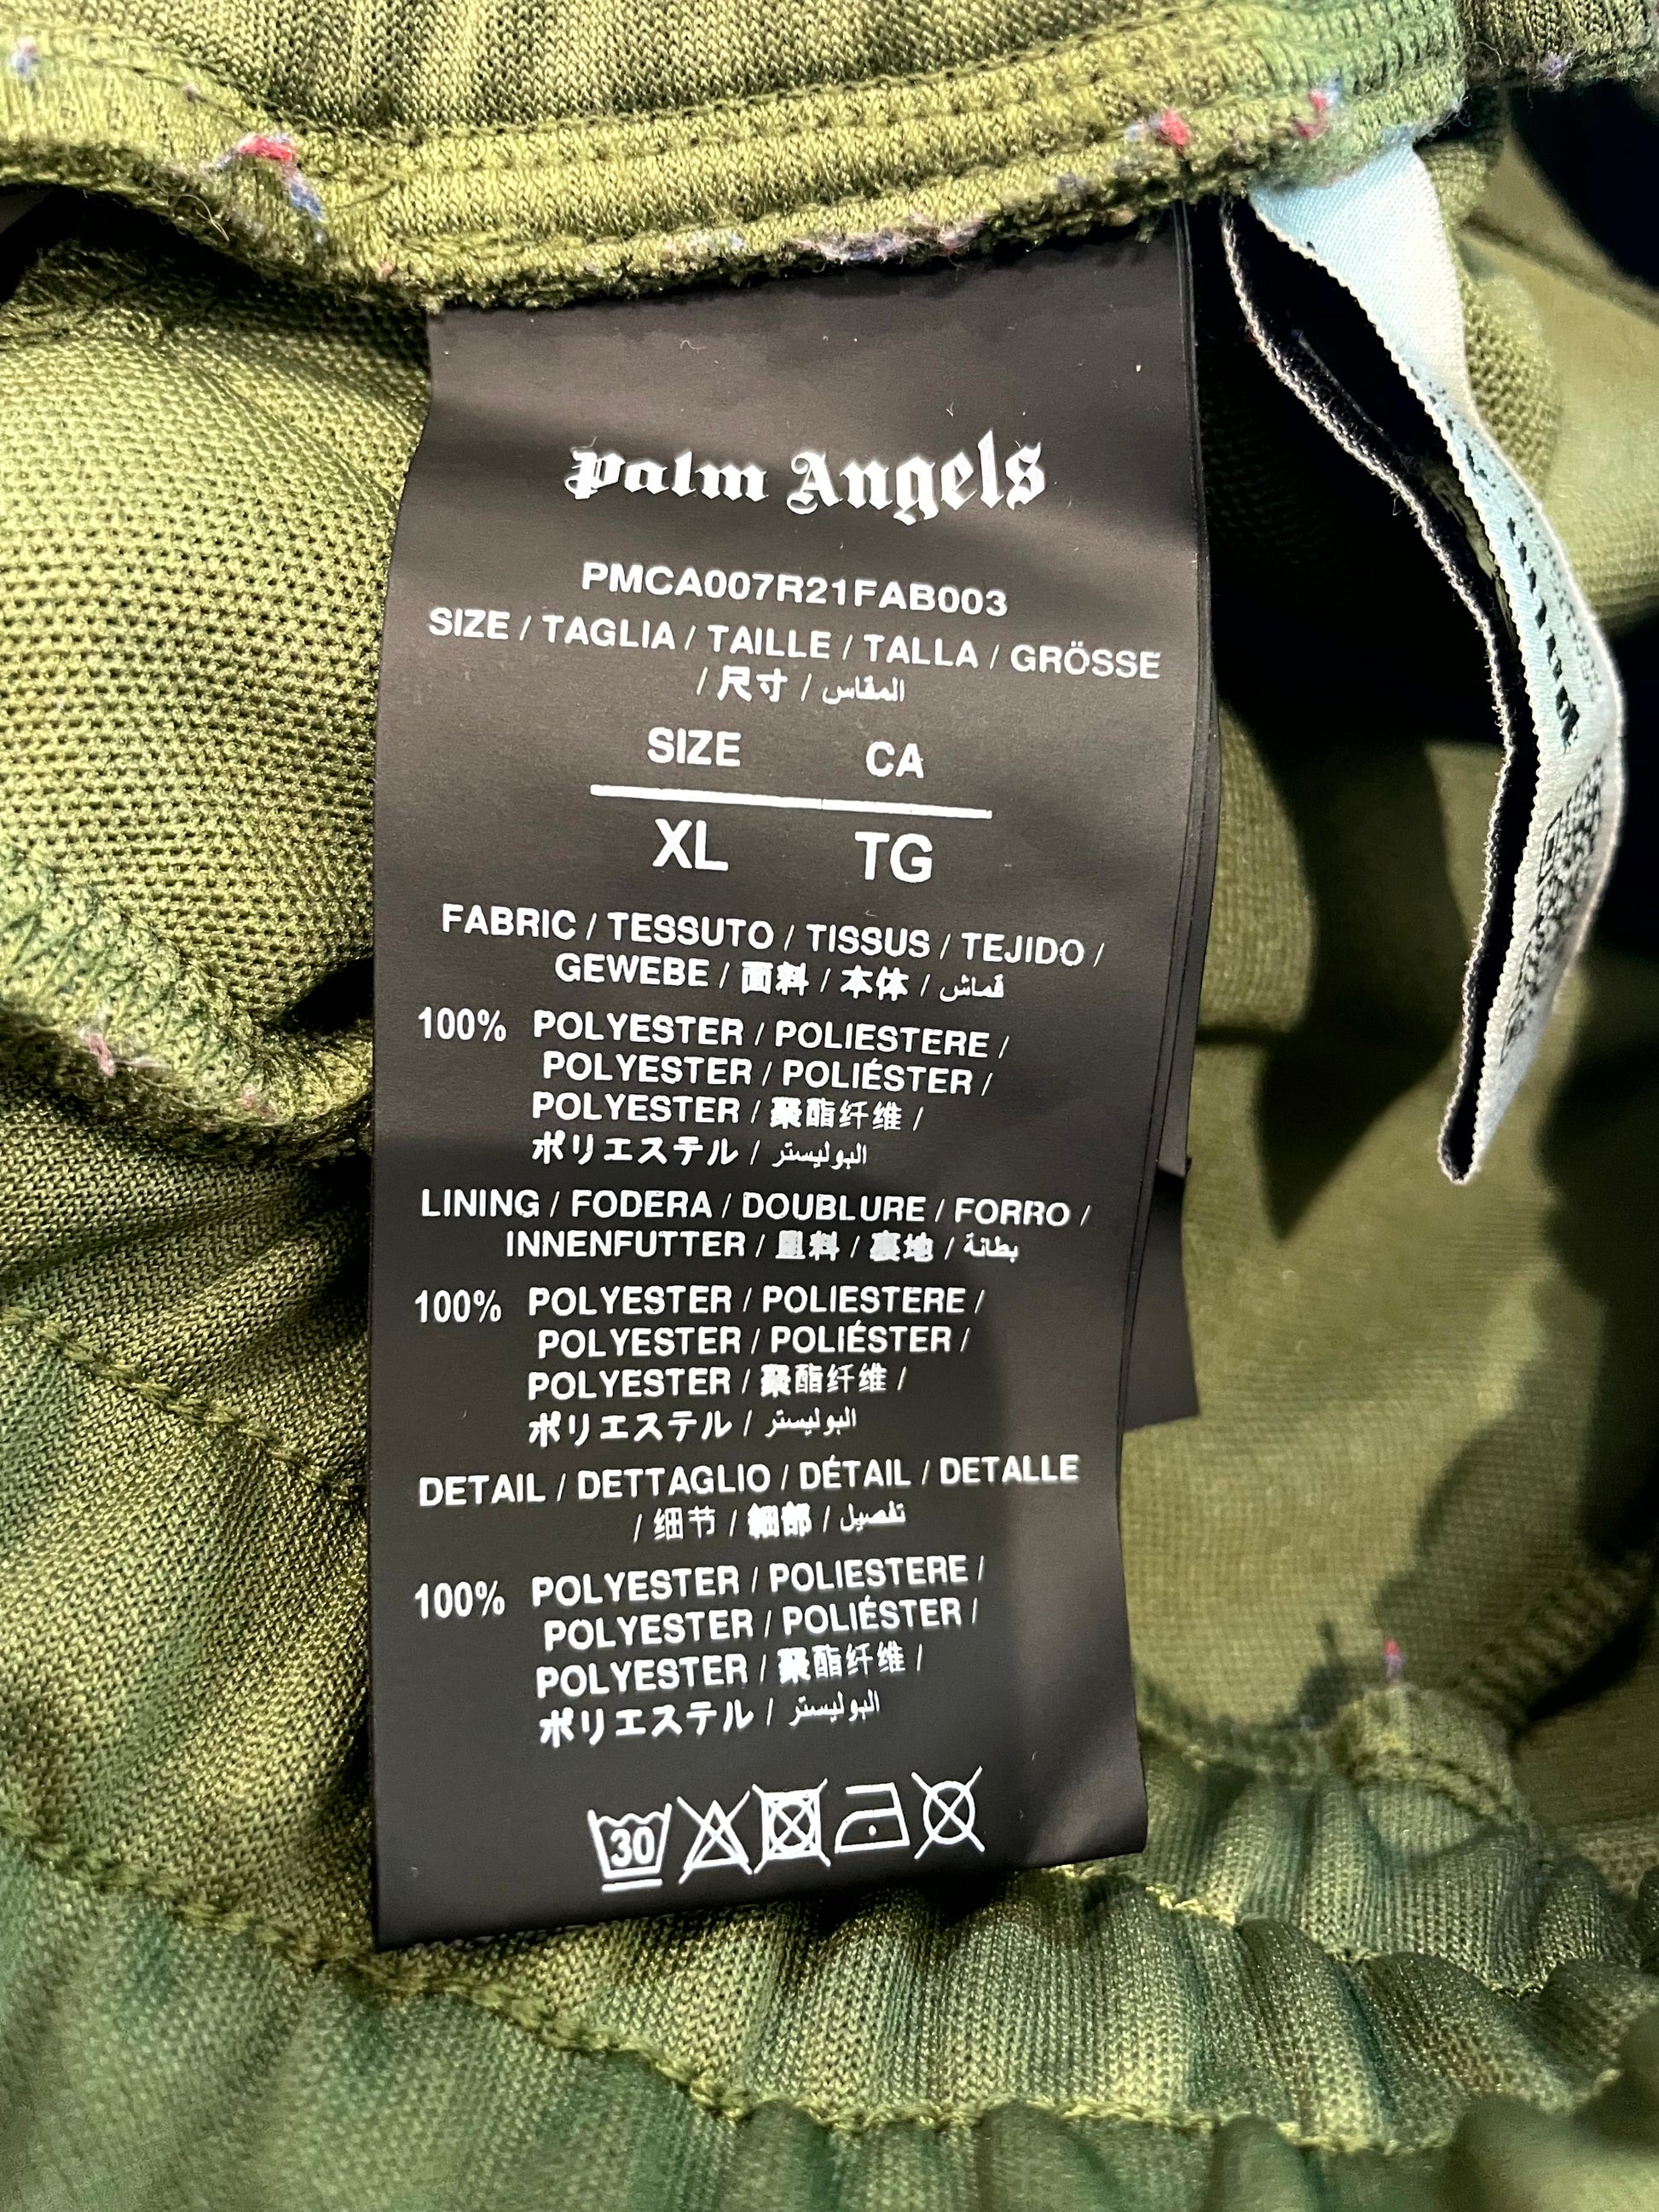 Palm Angels
PMCA007R21FAB003
SIZE / TAGLIA / TAILLE / TALLA / GRÖSSE
/ 尺寸 / المقاس
SIZE CA
XL TG
FABRIC / TESSUTO / TISSUS / TEJIDO /
GEWEBE / 面料 / 本体 / قماش
100% POLYESTER / POLIESTERE /
POLYESTER / POLIÉSTER /
POLYESTER / 聚酯纤维 /
ポリエステル / البوليستر
LINING / FODERA / DOUBLURE / FORRO /
INNENFUTTER / 里料 / 裏地 / بطانة
100% POLYESTER / POLIESTERE /
POLYESTER / POLIÉSTER /
POLYESTER / 聚酯纤维 /
ポリエステル / البوليستر
DETAIL / DETTAGLIO / DÉTAIL / DETALLE
/ 细节 / 細部 / تفصيل
100% POLYESTER / POLIESTERE /
POLYESTER / POLIÉSTER /
POLYESTER / 聚酯纤维 /
ポリエステル / البوليستر
30